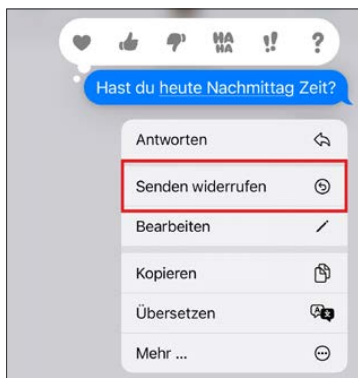 HA
HA
!!
?
Hast du heute Nachmittag Zeit?
Antworten
Senden widerrufen
Bearbeiten
Kopieren
Übersetzen
Mehr ...